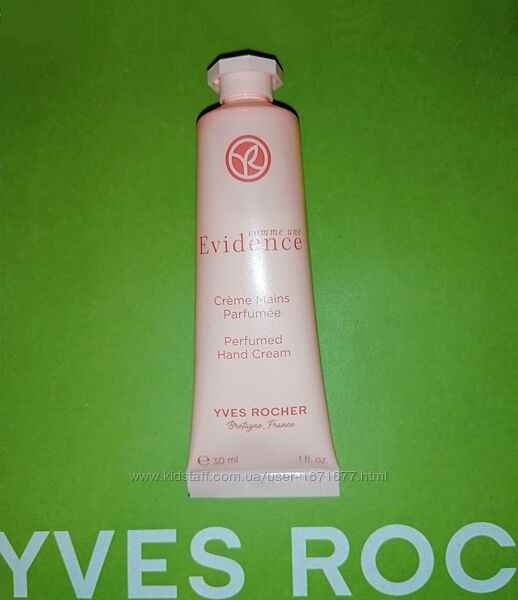 comme une
Evidence
Crème Mains
Parfumée
Perfumed
Hand Cream
YVES ROCHER
Bretagne, France
℮ 30 ml 1 fl. oz.
www.kidstaff.com.ua/user-1871677.html
YVES ROC